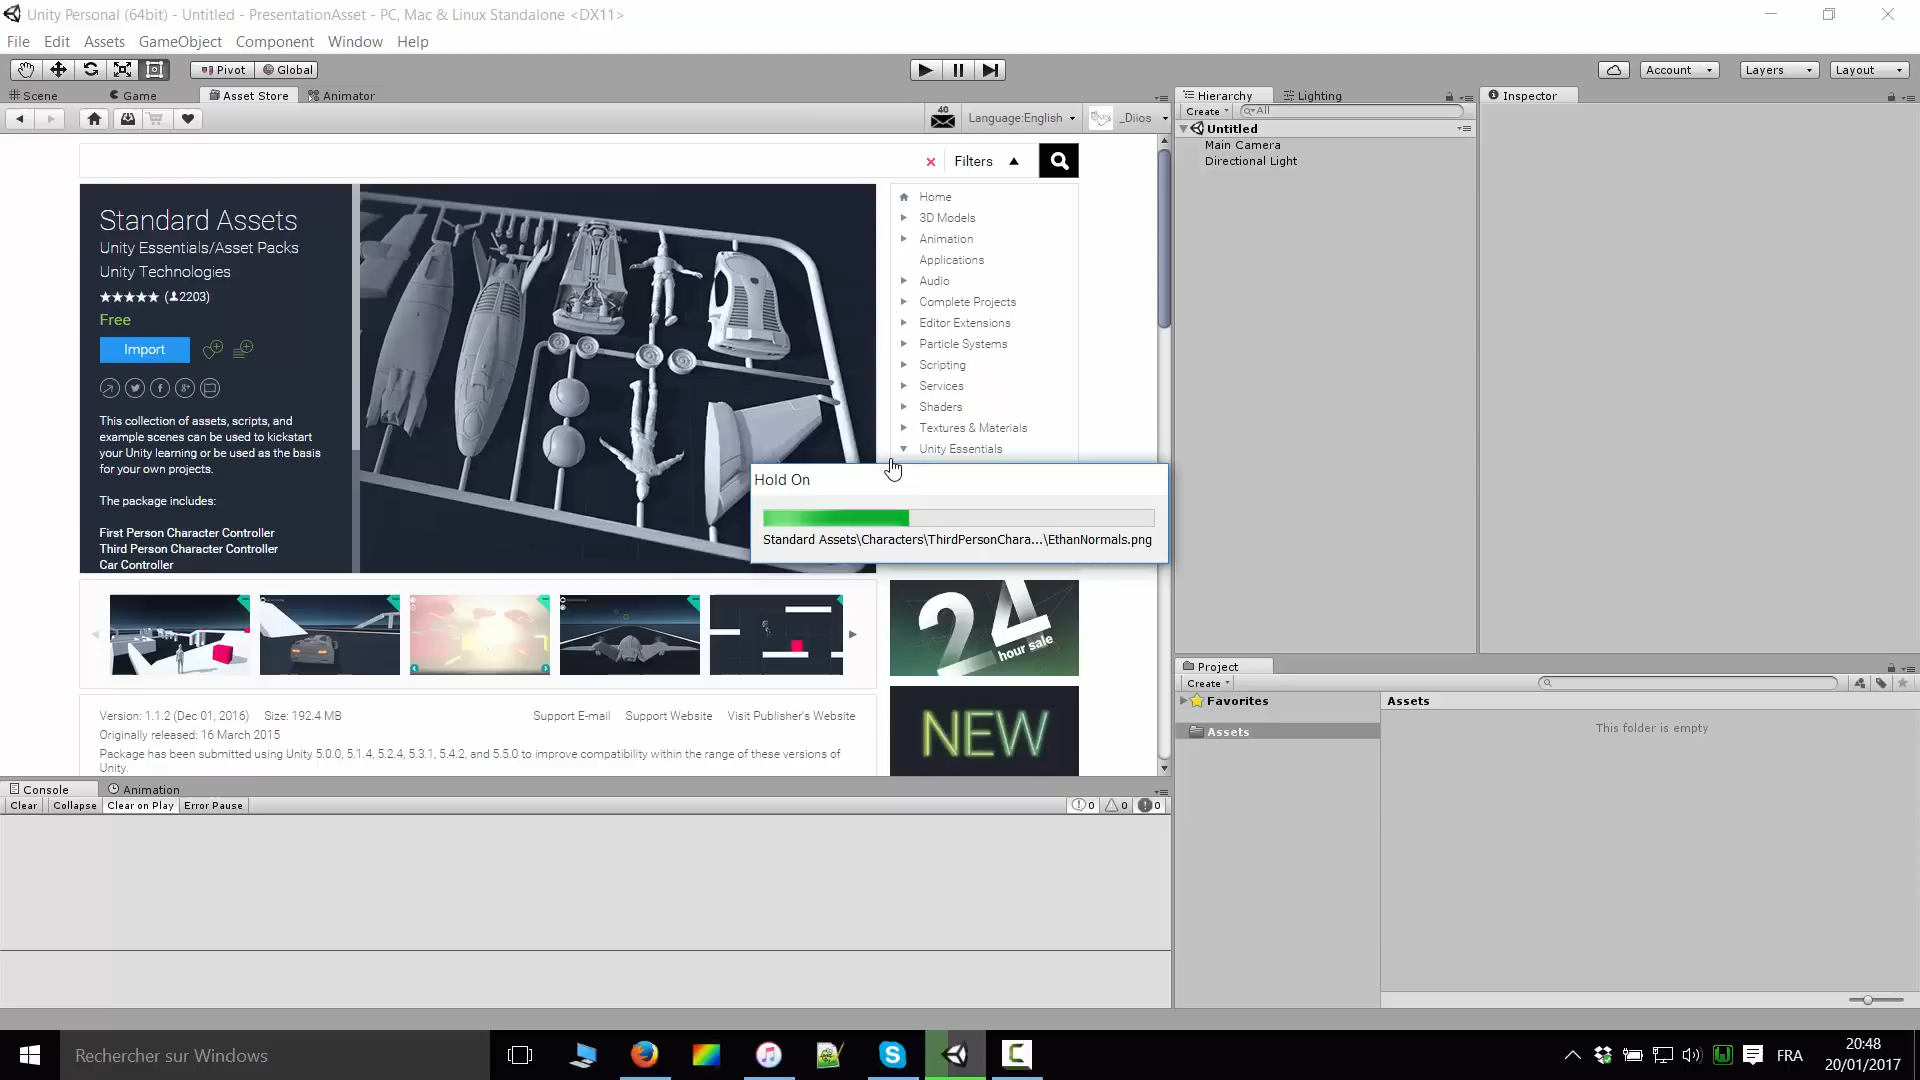 Unity Personal (64bit) - Untitled - PresentationAsset - PC, Mac & Linux Standalone <DX11>
File Edit Assets GameObject Component Window Help
Pivot Global Account Layers Layout
Scene Game Asset Store Animator
Hierarchy Lighting
Inspector
40
Language:English _Diios
Create All
Untitled
Main Camera
Directional Light
Filters
Standard Assets
Unity Essentials/Asset Packs
Unity Technologies
(2203)
Free
Import
This collection of assets, scripts, and
example scenes can be used to kickstart
your Unity learning or be used as the basis
for your own projects.
The package includes:
First Person Character Controller
Third Person Character Controller
Car Controller
Home
3D Models
Animation
Applications
Audio
Complete Projects
Editor Extensions
Particle Systems
Scripting
Services
Shaders
Textures & Materials
Unity Essentials
Hold On
Standard Assets\Characters\ThirdPersonChara...\EthanNormals.png
24
hour sale
NEW
Version: 1.1.2 (Dec 01, 2016) Size: 192.4 MB Support E-mail Support Website Visit Publisher's Website
Originally released: 16 March 2015
Package has been submitted using Unity 5.0.0, 5.1.4, 5.2.4, 5.3.1, 5.4.2, and 5.5.0 to improve compatibility within the range of these versions of
Unity.
Project
Create
Favorites
Assets
Assets
This folder is empty
Console Animation
Clear Collapse Clear on Play Error Pause 0 0 0
Rechercher sur Windows
FRA
20:48
20/01/2017